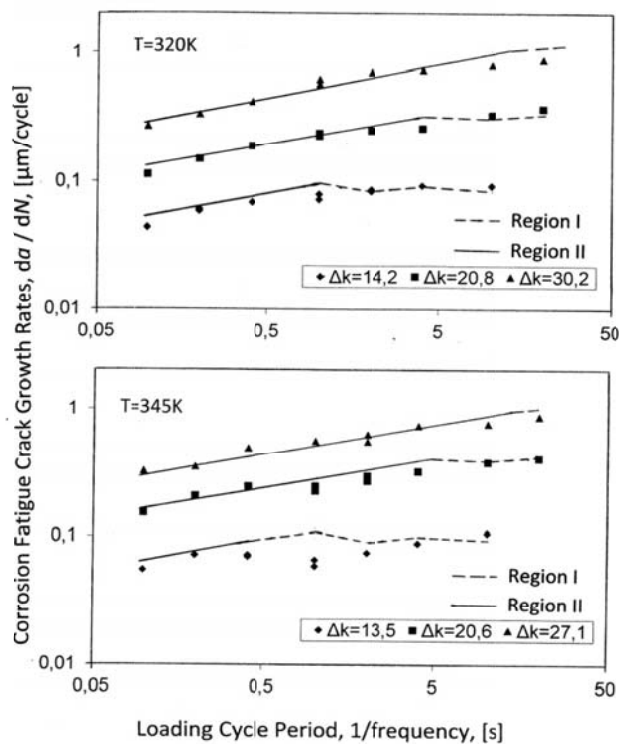 Corrosion Fatigue Crack Growth Rates, da / dN, [μm/cycle]
T=320K
1
0,1
0,01
Region I
Region II
Δk=14,2 Δk=20,8 Δk=30,2
0,05 0,5 5 50
T=345K
1
0,1
0,01
Region I
Region II
Δk=13,5 Δk=20,6 Δk=27,1
0,05 0,5 5 50
Loading Cycle Period, 1/frequency, [s]